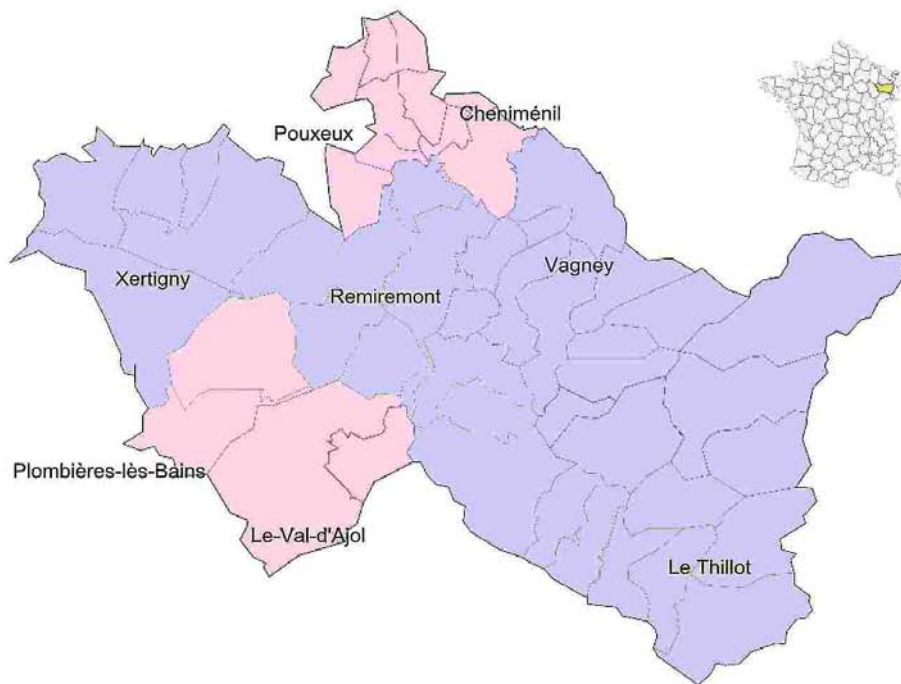 Cheniménil
Pouxeux
Vagney
Xertigny
Remiremont
Plombières-lès-Bains
Le-Val-d'Ajol
Le Thillot